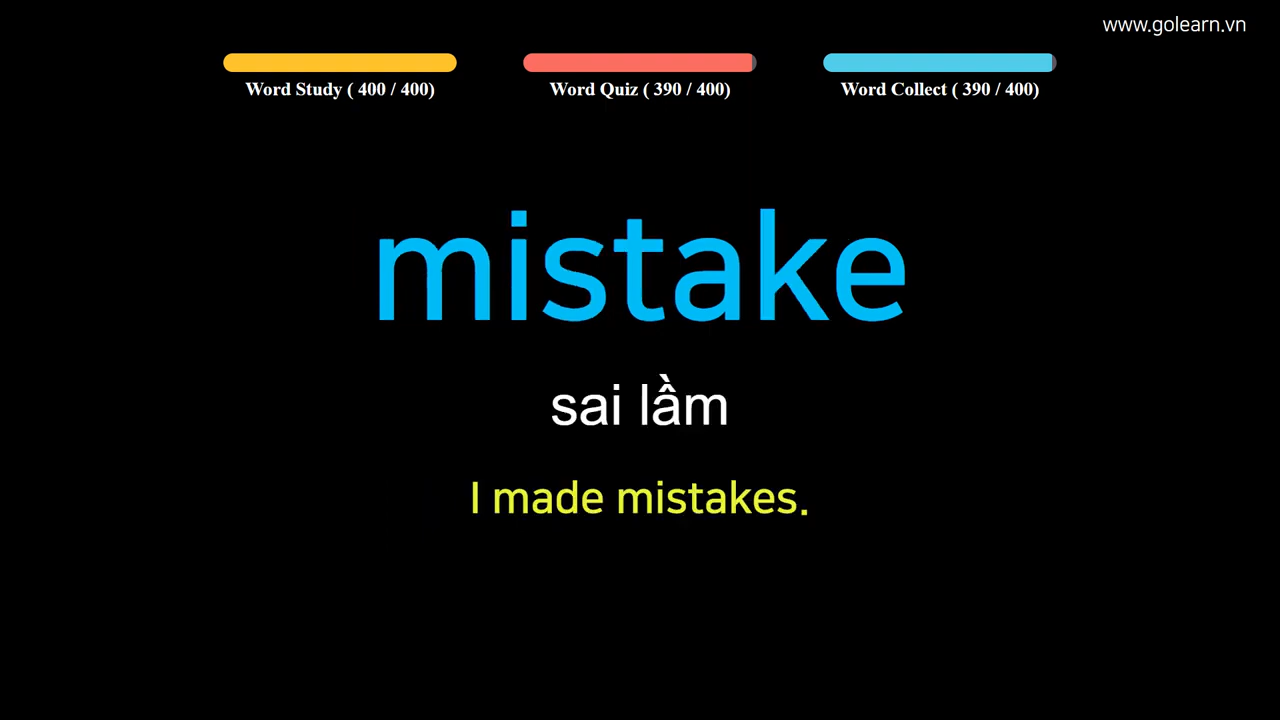 www.golearn.vn
Word Study ( 400 / 400)
Word Quiz ( 390 / 400)
Word Collect ( 390 / 400)
mistake
sai lầm
I made mistakes.